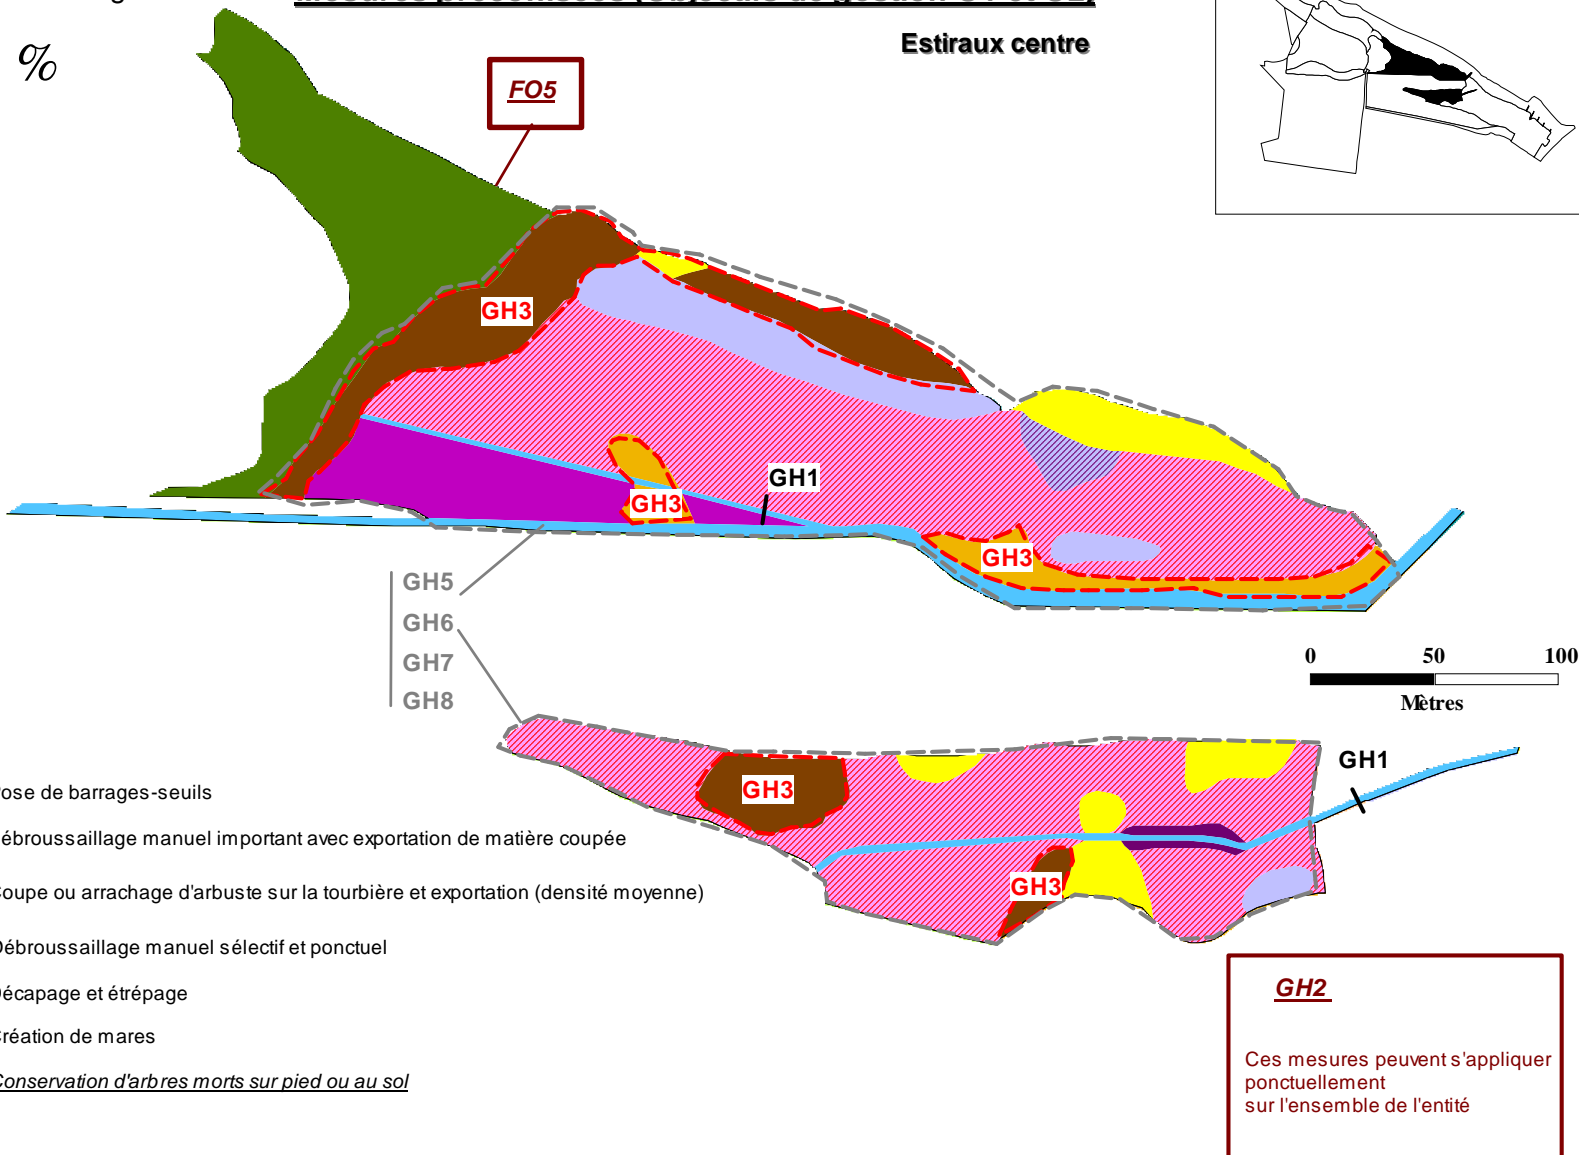 Estiraux centre
%
FO5
GH3
GH1
GH3
GH3
GH5
GH6
GH7
GH8
0 50 100
Mètres
GH1
GH3
GH3
ose de barrages-seuils
ébroussaillage manuel important avec exportation de matière coupée
oupe ou arrachage d'arbuste sur la tourbière et exportation (densité moyenne)
Débroussaillage manuel sélectif et ponctuel
écapage et étrépage
réation de mares
Conservation d'arbres morts sur pied ou au sol
GH2
Ces mesures peuvent s'appliquer
ponctuellement
sur l'ensemble de l'entité